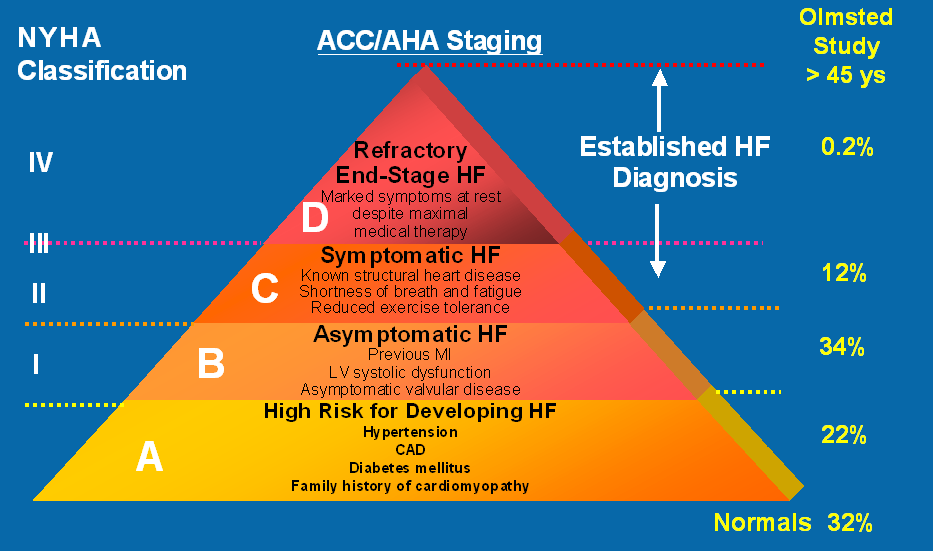 NYHA
Classification
ACC/AHA Staging
Olmsted
Study
> 45 ys
IV
III
II
I
Refractory
End-Stage HF
Marked symptoms at rest
despite maximal
medical therapy
D
Symptomatic HF
Known structural heart disease
Shortness of breath and fatigue
Reduced exercise tolerance
C
Asymptomatic HF
Previous MI
LV systolic dysfunction
Asymptomatic valvular disease
B
High Risk for Developing HF
Hypertension
CAD
Diabetes mellitus
Family history of cardiomyopathy
A
Established HF
Diagnosis
0.2%
12%
34%
22%
Normals 32%